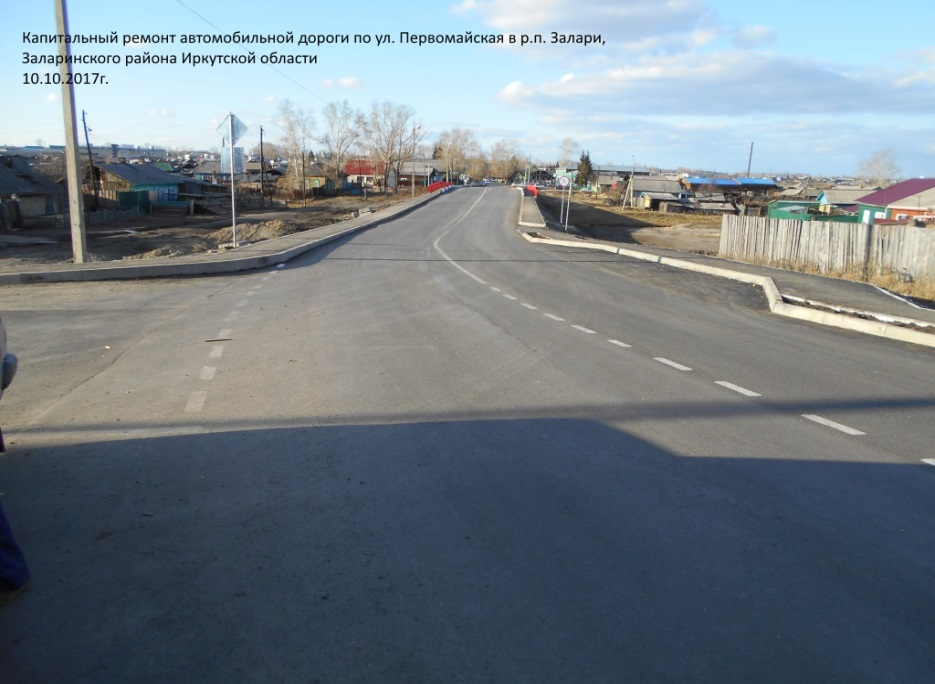 Капитальный ремонт автомобильной дороги по ул. Первомайская в р.п. Залари,
Заларинского района Иркутской области
10.10.2017г.